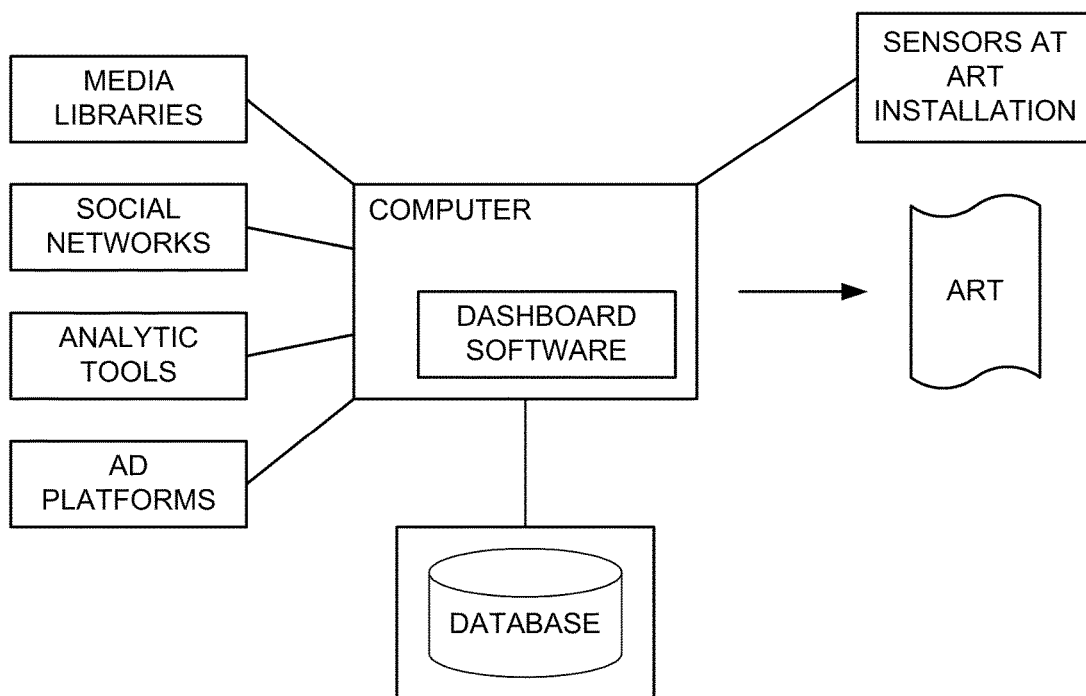 MEDIA
LIBRARIES
SOCIAL
NETWORKS
ANALYTIC
TOOLS
AD
PLATFORMS
COMPUTER
DASHBOARD
SOFTWARE
DATABASE
SENSORS AT
ART
INSTALLATION
ART